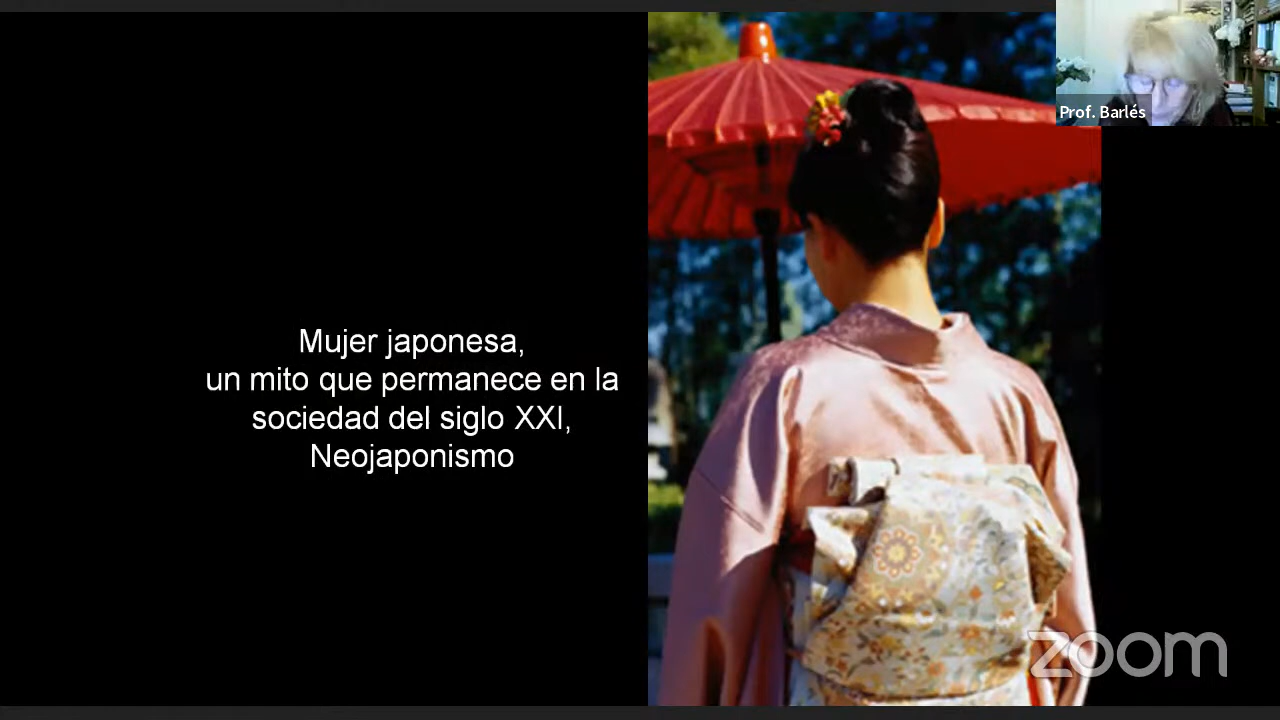 Prof. Barlés
Mujer japonesa,
un mito que permanece en la
sociedad del siglo XXI,
Neojaponismo
zoom